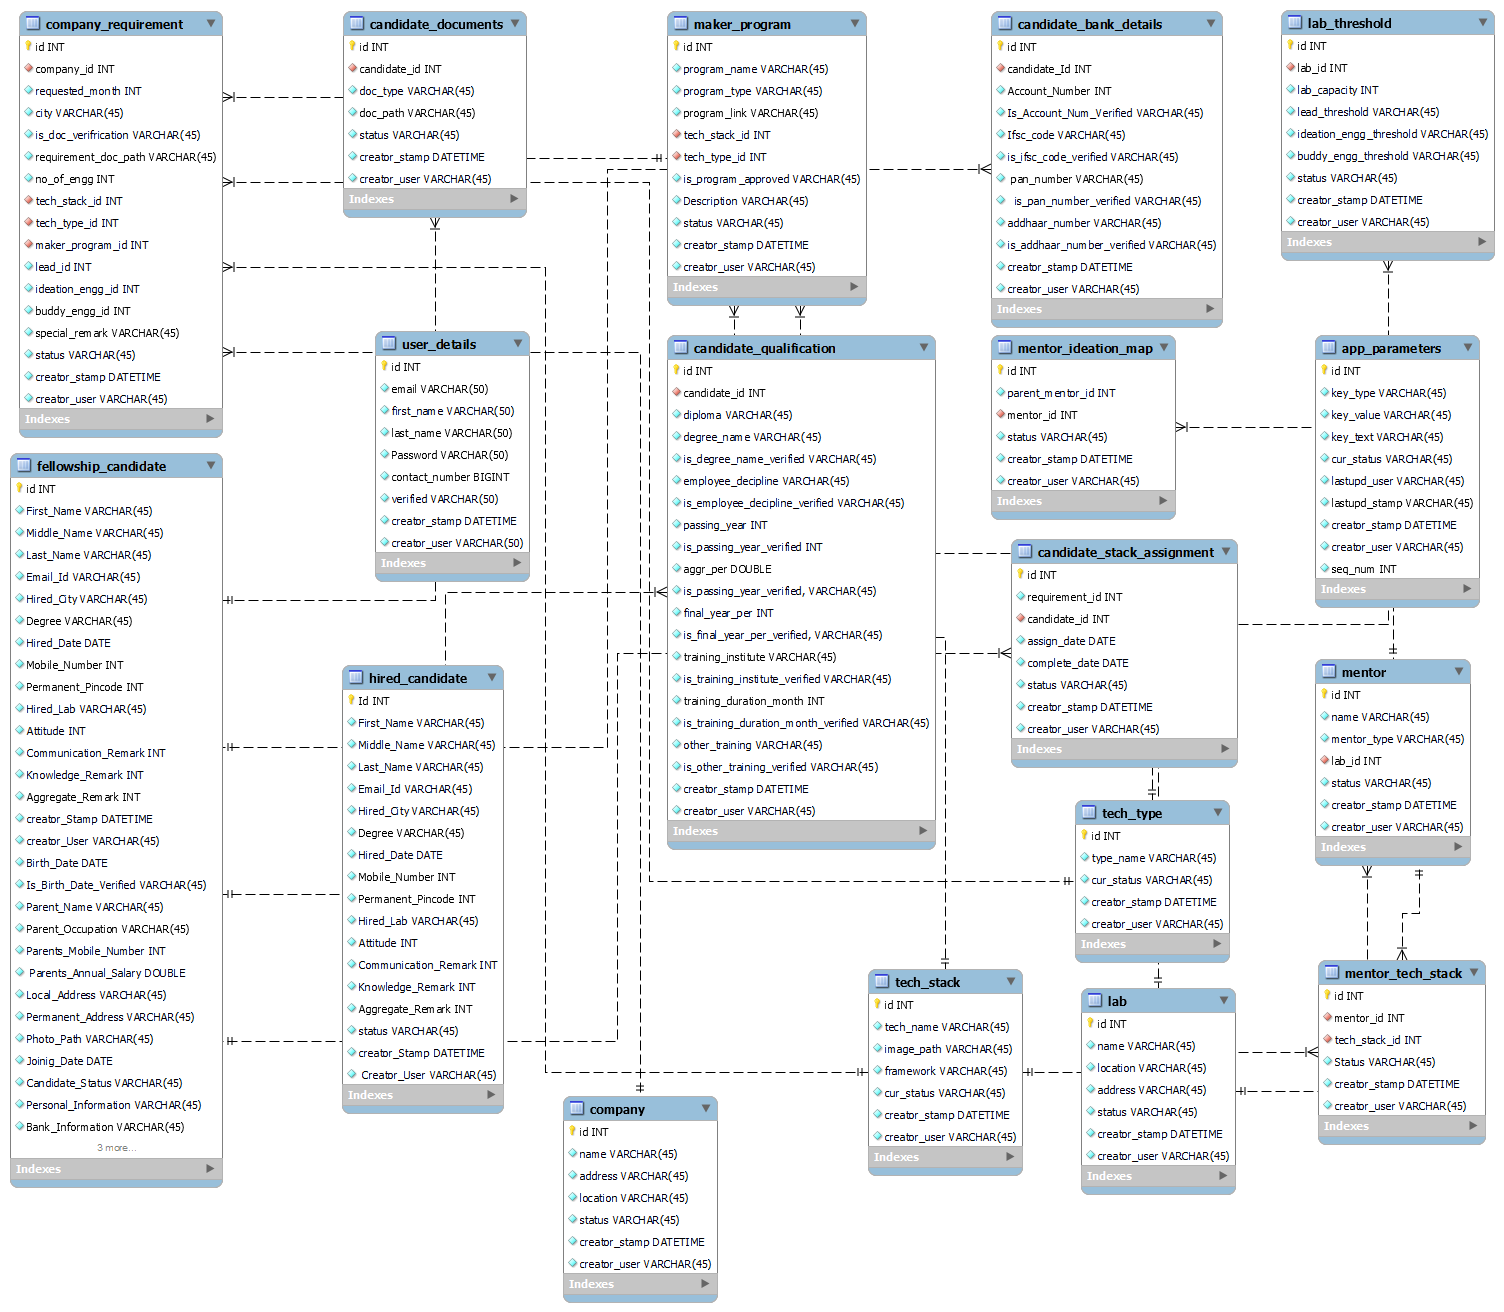 company_requirement
id INT
company_id INT
requested_month INT
city VARCHAR(45)
is_doc_verifrication VARCHAR(45)
requirement_doc_path VARCHAR(45)
no_of_engg INT
tech_stack_id INT
tech_type_id INT
maker_program_id INT
lead_id INT
ideation_engg_id INT
buddy_engg_id INT
special_remark VARCHAR(45)
status VARCHAR(45)
creator_stamp DATETIME
creator_user VARCHAR(45)
Indexes
candidate_documents
id INT
candidate_id INT
doc_type VARCHAR(45)
doc_path VARCHAR(45)
status VARCHAR(45)
creator_stamp DATETIME
creator_user VARCHAR(45)
Indexes
maker_program
id INT
program_name VARCHAR(45)
program_type VARCHAR(45)
program_link VARCHAR(45)
tech_stack_id INT
tech_type_id INT
is_program_approved VARCHAR(45)
Description VARCHAR(45)
status VARCHAR(45)
creator_stamp DATETIME
creator_user VARCHAR(45)
Indexes
candidate_bank_details
id INT
candidate_Id INT
Account_Number INT
Is_Account_Num_Verified VARCHAR(45)
Ifsc_code VARCHAR(45)
is_ifsc_code_verified VARCHAR(45)
pan_number VARCHAR(45)
is_pan_number_verified VARCHAR(45)
addhaar_number VARCHAR(45)
is_addhaar_number_verified VARCHAR(45)
creator_stamp DATETIME
creator_user VARCHAR(45)
Indexes
lab_threshold
id INT
lab_id INT
lab_capacity INT
lead_threshold VARCHAR(45)
ideation_engg_threshold VARCHAR(45)
buddy_engg_threshold VARCHAR(45)
status VARCHAR(45)
creator_stamp DATETIME
creator_user VARCHAR(45)
Indexes
user_details
id INT
email VARCHAR(50)
first_name VARCHAR(50)
last_name VARCHAR(50)
Password VARCHAR(50)
contact_number BIGINT
verified VARCHAR(50)
creator_stamp DATETIME
creator_user VARCHAR(50)
Indexes
candidate_qualification
id INT
candidate_id INT
diploma VARCHAR(45)
degree_name VARCHAR(45)
is_degree_name_verified VARCHAR(45)
employee_decipline VARCHAR(45)
is_employee_decipline_verified VARCHAR(45)
passing_year INT
is_passing_year_verified INT
aggr_per DOUBLE
is_passing_year_verified, VARCHAR(45)
final_year_per INT
is_final_year_per_verified, VARCHAR(45)
training_institute VARCHAR(45)
is_training_institute_verified VARCHAR(45)
training_duration_month INT
is_training_duration_month_verified VARCHAR(45)
other_training VARCHAR(45)
is_other_training_verified VARCHAR(45)
creator_stamp DATETIME
creator_user VARCHAR(45)
Indexes
mentor_ideation_map
id INT
parent_mentor_id INT
mentor_id INT
status VARCHAR(45)
creator_stamp DATETIME
creator_user VARCHAR(45)
Indexes
app_parameters
id INT
key_type VARCHAR(45)
key_value VARCHAR(45)
key_text VARCHAR(45)
cur_status VARCHAR(45)
lastupd_user VARCHAR(45)
lastupd_stamp VARCHAR(45)
creator_stamp DATETIME
creator_user VARCHAR(45)
seq_num INT
Indexes
fellowship_candidate
id INT
First_Name VARCHAR(45)
Middle_Name VARCHAR(45)
Last_Name VARCHAR(45)
Email_Id VARCHAR(45)
Hired_City VARCHAR(45)
Degree VARCHAR(45)
Hired_Date DATE
Mobile_Number INT
Permanent_Pincode INT
Hired_Lab VARCHAR(45)
Attitude INT
Communication_Remark INT
Knowledge_Remark INT
Aggregate_Remark INT
creator_Stamp DATETIME
creator_User VARCHAR(45)
Birth_Date DATE
Is_Birth_Date_Verified VARCHAR(45)
Parent_Name VARCHAR(45)
Parent_Occupation VARCHAR(45)
Parents_Mobile_Number INT
Parents_Annual_Salary DOUBLE
Local_Address VARCHAR(45)
Permanent_Address VARCHAR(45)
Photo_Path VARCHAR(45)
Joinig_Date DATE
Candidate_Status VARCHAR(45)
Personal_Information VARCHAR(45)
Bank_Information VARCHAR(45)
3 more...
Indexes
candidate_stack_assignment
id INT
requirement_id INT
candidate_id INT
assign_date DATE
complete_date DATE
status VARCHAR(45)
creator_stamp DATETIME
creator_user VARCHAR(45)
Indexes
hired_candidate
Id INT
First_Name VARCHAR(45)
Middle_Name VARCHAR(45)
Last_Name VARCHAR(45)
Email_Id VARCHAR(45)
Hired_City VARCHAR(45)
Degree VARCHAR(45)
Hired_Date DATE
Mobile_Number INT
Permanent_Pincode INT
Hired_Lab VARCHAR(45)
Attitude INT
Communication_Remark INT
Knowledge_Remark INT
Aggregate_Remark INT
status VARCHAR(45)
creator_Stamp DATETIME
Creator_User VARCHAR(45)
Indexes
mentor
id INT
name VARCHAR(45)
mentor_type VARCHAR(45)
lab_id INT
status VARCHAR(45)
creator_stamp DATETIME
creator_user VARCHAR(45)
Indexes
tech_type
id INT
type_name VARCHAR(45)
cur_status VARCHAR(45)
creator_stamp DATETIME
creator_user VARCHAR(45)
Indexes
tech_stack
id INT
tech_name VARCHAR(45)
image_path VARCHAR(45)
framework VARCHAR(45)
cur_status VARCHAR(45)
creator_stamp DATETIME
creator_user VARCHAR(45)
Indexes
lab
id INT
name VARCHAR(45)
location VARCHAR(45)
address VARCHAR(45)
status VARCHAR(45)
creator_stamp DATETIME
creator_user VARCHAR(45)
Indexes
mentor_tech_stack
id INT
mentor_id INT
tech_stack_id INT
Status VARCHAR(45)
creator_stamp DATETIME
creator_user VARCHAR(45)
Indexes
company
id INT
name VARCHAR(45)
address VARCHAR(45)
location VARCHAR(45)
status VARCHAR(45)
creator_stamp DATETIME
creator_user VARCHAR(45)
Indexes